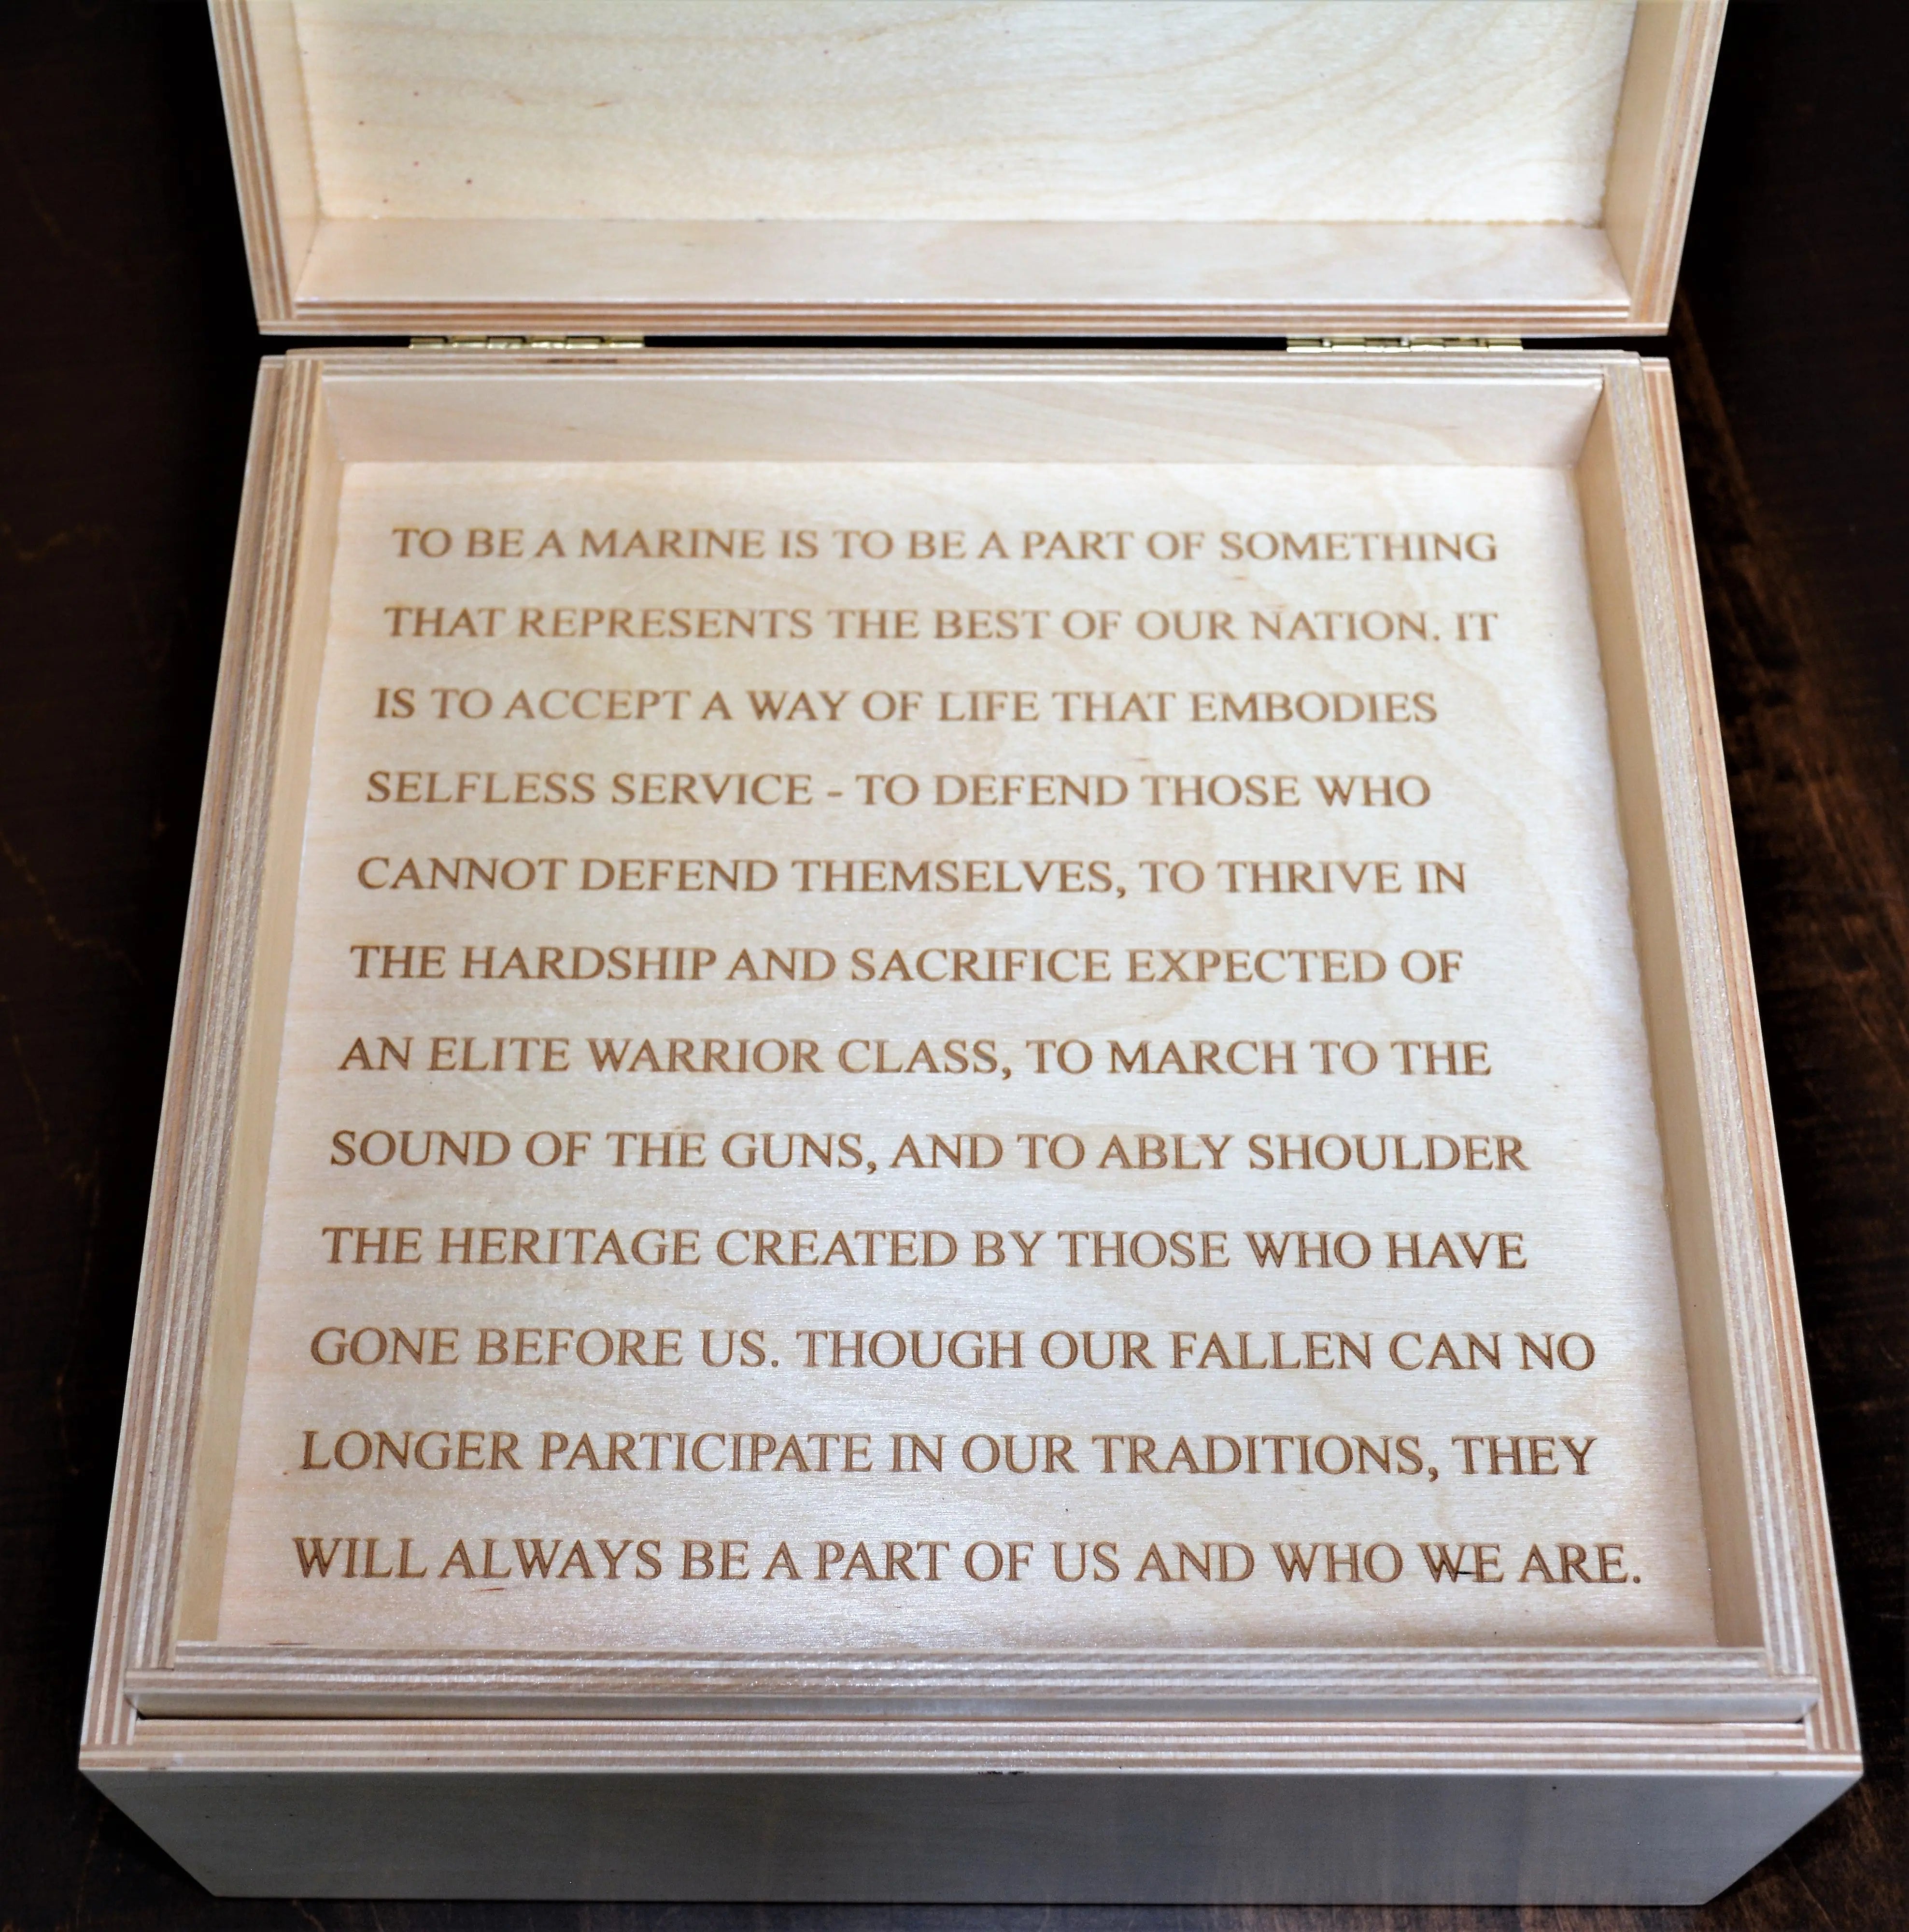 TO BE A MARINE IS TO BE A PART OF SOMETHING
THAT REPRESENTS THE BEST OF OUR NATION. IT
IS TO ACCEPT A WAY OF LIFE THAT EMBODIES
SELFLESS SERVICE - TO DEFEND THOSE WHO
CANNOT DEFEND THEMSELVES, TO THRIVE IN
THE HARDSHIP AND SACRIFICE EXPECTED OF
AN ELITE WARRIOR CLASS, TO MARCH TO THE
SOUND OF THE GUNS, AND TO ABLY SHOULDER
THE HERITAGE CREATED BY THOSE WHO HAVE
GONE BEFORE US. THOUGH OUR FALLEN CAN NO
LONGER PARTICIPATE IN OUR TRADITIONS, THEY
WILL ALWAYS BE A PART OF US AND WHO WE ARE.